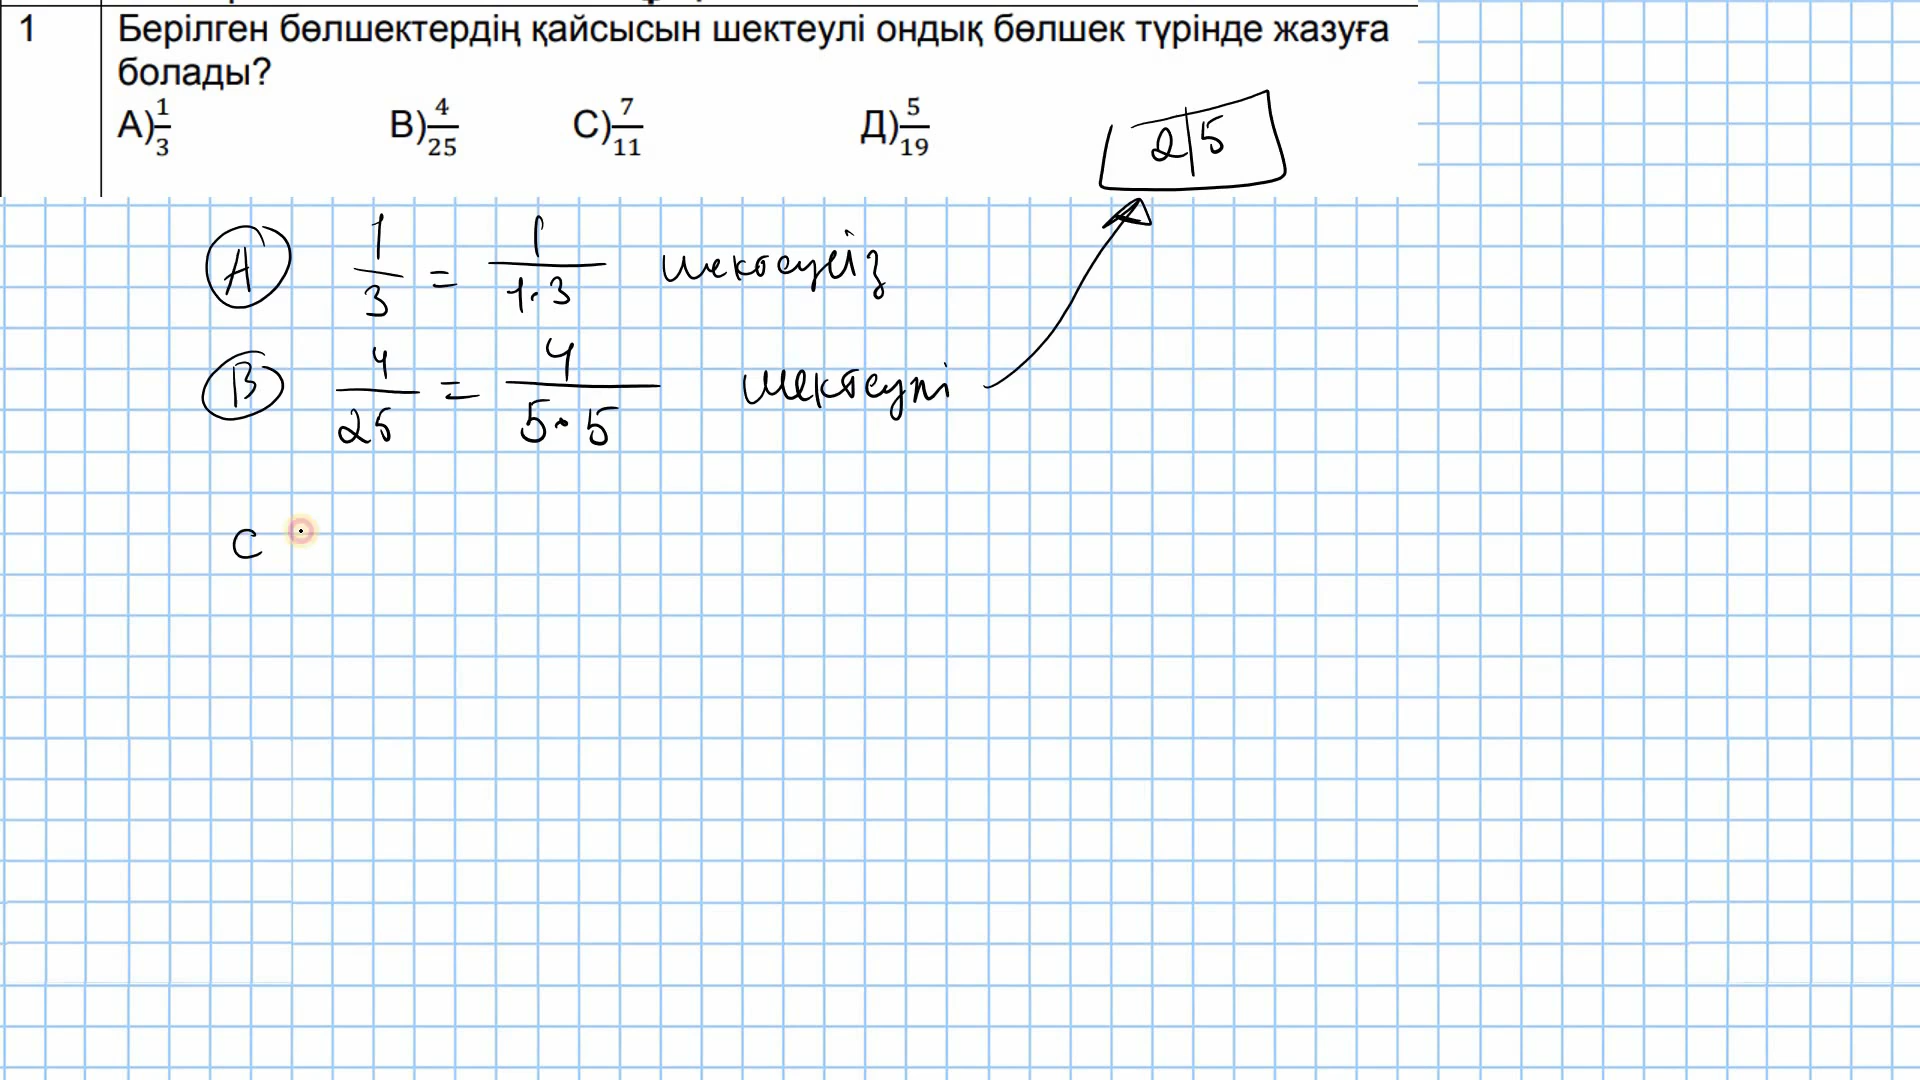 1 Берілген бөлшектердің қайсысын шектеулі ондық бөлшек түрінде жазуға
болады?
А) 1/3 В) 4/25 С) 7/11 Д) 5/19
2|5
A 1/3 = 1/(1·3) шектеусіз
B 4/25 = 4/(5·5) шектеулі
C